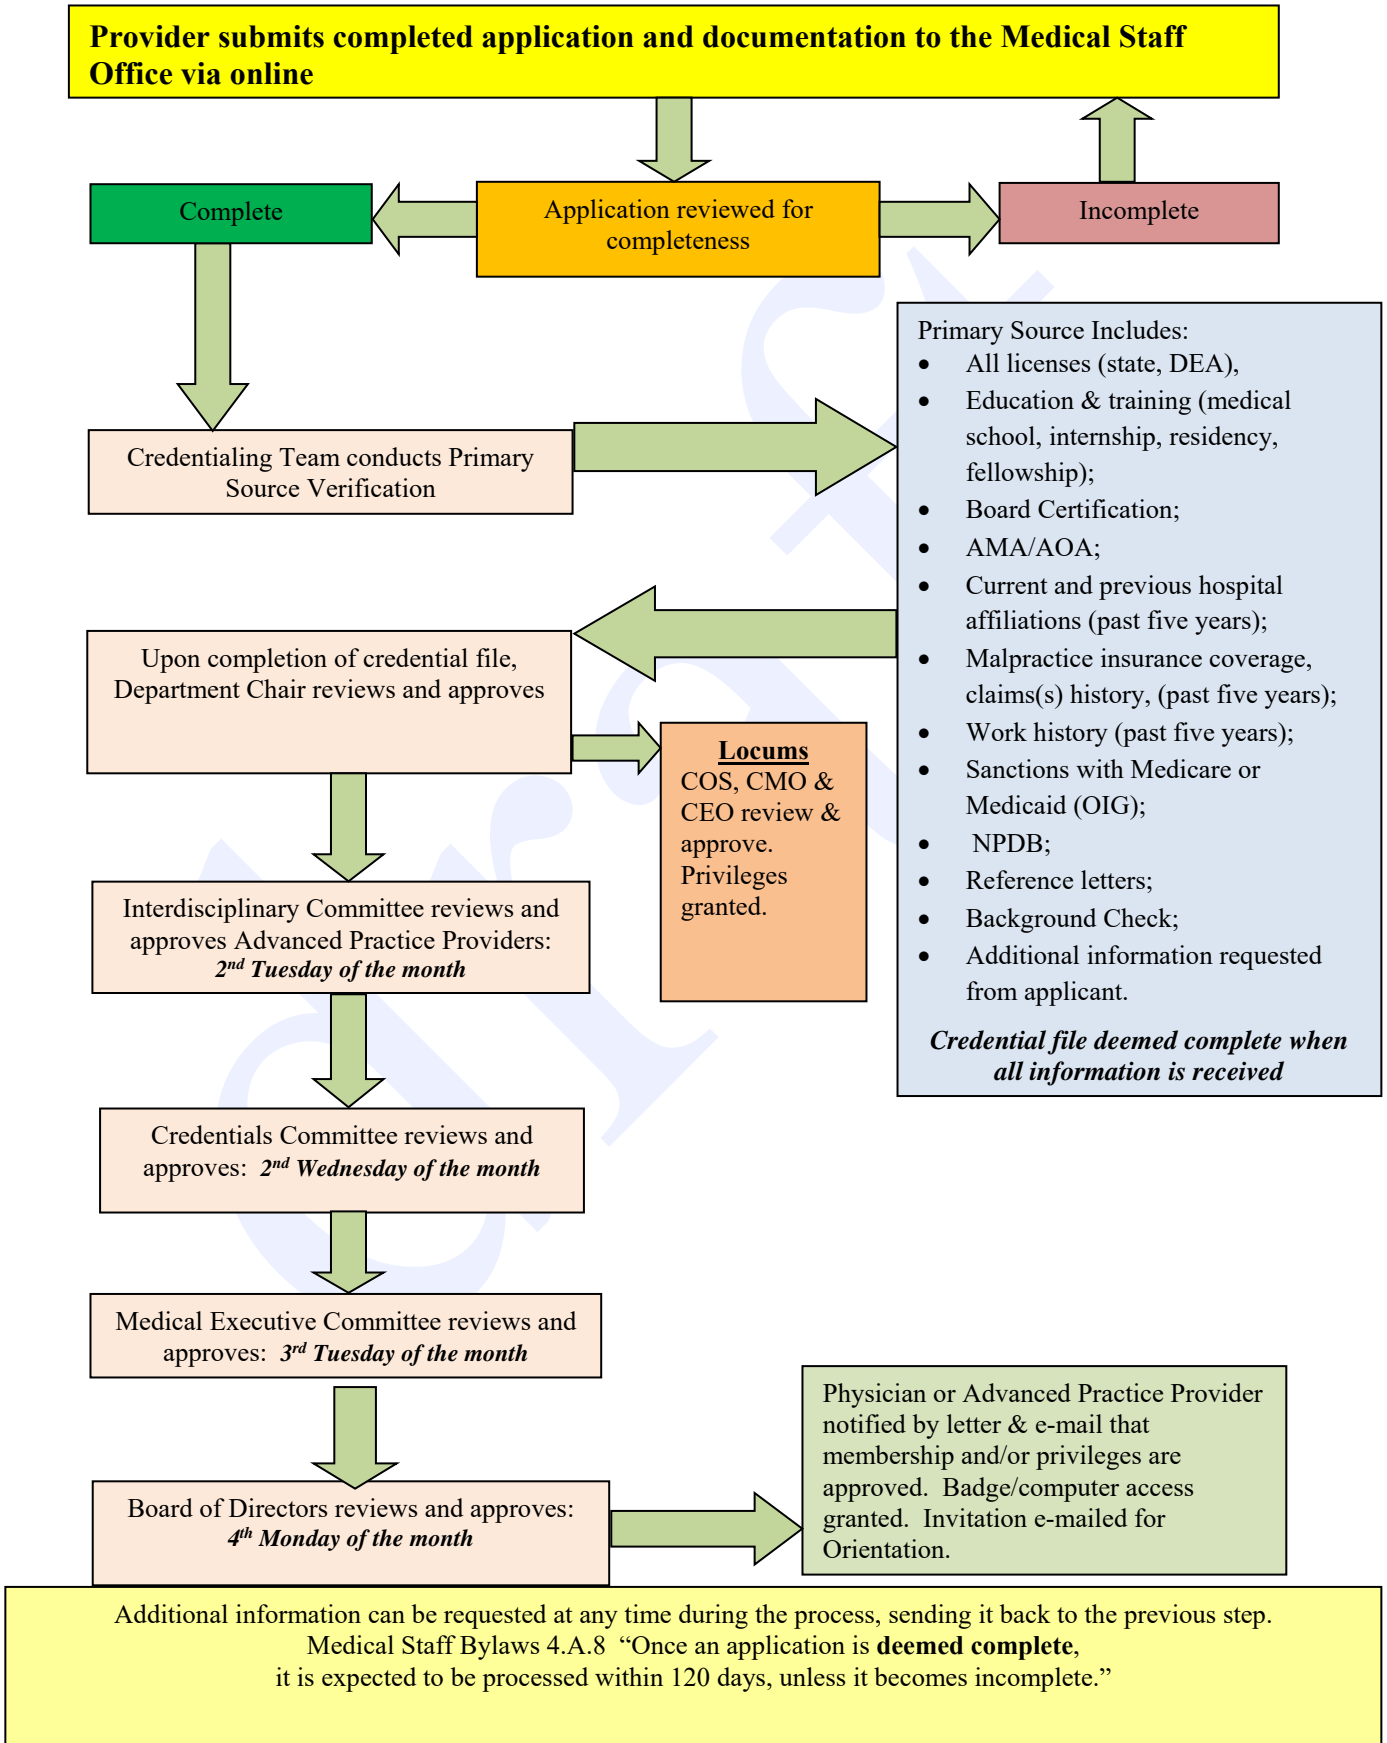 Provider submits completed application and documentation to the Medical Staff
Office via online
Complete
Application reviewed for
completeness
Incomplete
Primary Source Includes:
• All licenses (state, DEA),
• Education & training (medical
school, internship, residency,
fellowship);
• Board Certification;
• AMA/AOA;
• Current and previous hospital
affiliations (past five years);
• Malpractice insurance coverage,
claims(s) history, (past five years);
• Work history (past five years);
• Sanctions with Medicare or
Medicaid (OIG);
• NPDB;
• Reference letters;
• Background Check;
• Additional information requested
from applicant.
Credential file deemed complete when
all information is received
Credentialing Team conducts Primary
Source Verification
Upon completion of credential file,
Department Chair reviews and approves
Locums
COS, CMO &
CEO review &
approve.
Privileges
granted.
Interdisciplinary Committee reviews and
approves Advanced Practice Providers:
2nd Tuesday of the month
Credentials Committee reviews and
approves: 2nd Wednesday of the month
Medical Executive Committee reviews and
approves: 3rd Tuesday of the month
Board of Directors reviews and approves:
4th Monday of the month
Physician or Advanced Practice Provider
notified by letter & e-mail that
membership and/or privileges are
approved. Badge/computer access
granted. Invitation e-mailed for
Orientation.
Additional information can be requested at any time during the process, sending it back to the previous step.
Medical Staff Bylaws 4.A.8 “Once an application is deemed complete,
it is expected to be processed within 120 days, unless it becomes incomplete.”
draft